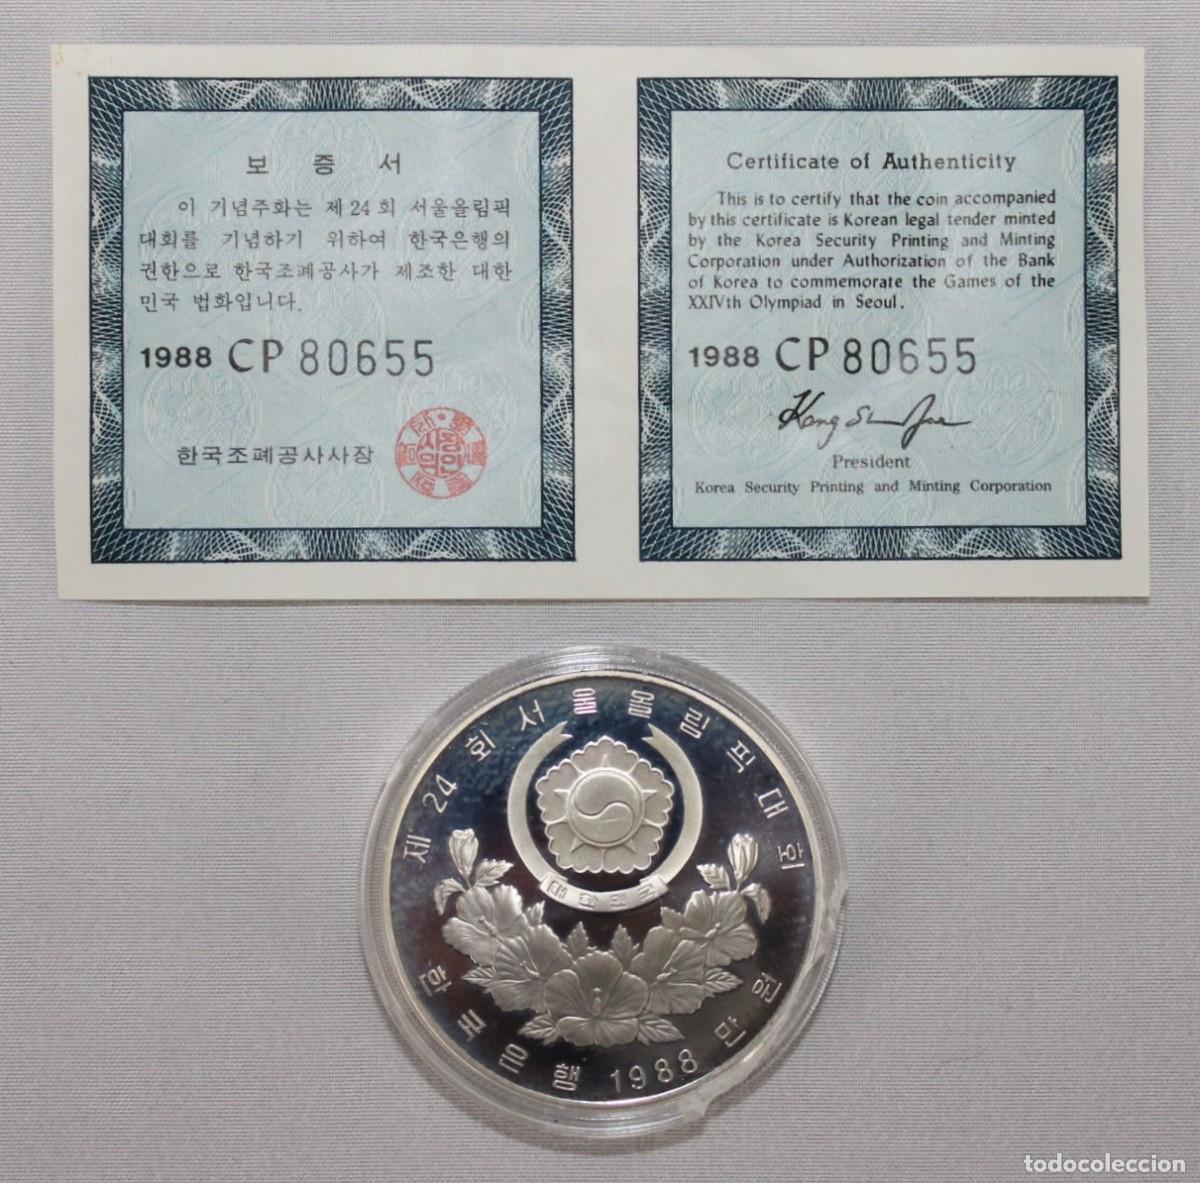 보 증 서
이 기념주화는 제 24 회 서울올림픽
대회를 기념하기 위하여 한국은행의
권한으로 한국조폐공사가 제조한 대한
민국 법화입니다.
1988 CP 80655
한국조폐공사사장
Certificate of Authenticity
This is to certify that the coin accompanied
by this certificate is Korean legal tender minted
by the Korea Security Printing and Minting
Corporation under Authorization of the Bank
of Korea to commemorate the Games of the
XXIVth Olympiad in Seoul.
1988 CP 80655
President
Korea Security Printing and Minting Corporation
제 24 회 서울올림픽대회
대한민국
한국은행 1988 만원
todocoleccion